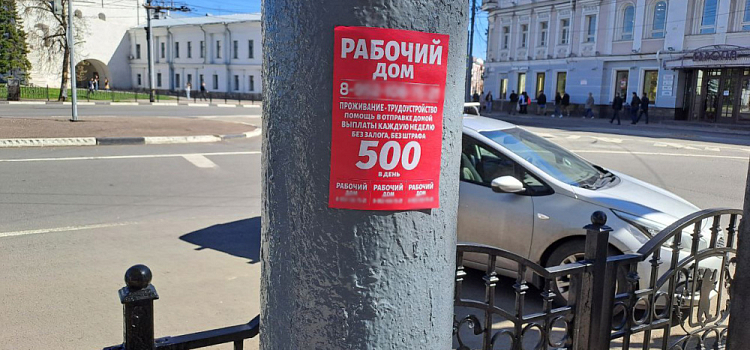 РАБОЧИЙ
ДОМ
8-
ПРОЖИВАНИЕ - ТРУДОУСТРОЙСТВО
ПОМОЩЬ В ОТПРАВКЕ ДОМОЙ
ВЫПЛАТЫ КАЖДУЮ НЕДЕЛЮ
БЕЗ ЗАЛОГА, БЕЗ ШТРАФА
500
В ДЕНЬ
РАБОЧИЙ ДОМ
РАБОЧИЙ ДОМ
РАБОЧИЙ ДОМ